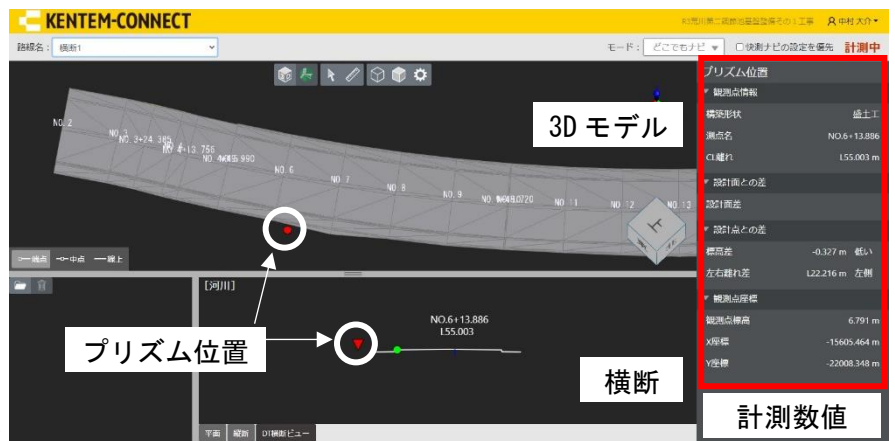 KENTEM-CONNECT
中村 大介
路線名: 横断1
モード: どこでもナビ
快測ナビの設定を優先
計測中
プリズム位置
観測点情報
構築形状 盛土工
測点名 NO.6+13.886
CL離れ L55.003 m
設計面との差
設計面差
設計点との差
標高差 -0.327 m 低い
左右離れ差 L22.216 m 左側
観測点座標
観測点標高 6.791 m
X座標 -15605.464 m
Y座標 -22008.348 m
計測数値
3D モデル
NO.2
NO.3
NO.3+24.385
NO.6
NO.7
NO.8
NO.9
NO.11
NO.12
NO.13
上
端点 中点 線上
[河川]
NO.6+13.886
L55.003
プリズム位置
横断
平面 縦断 DT横断ビュー